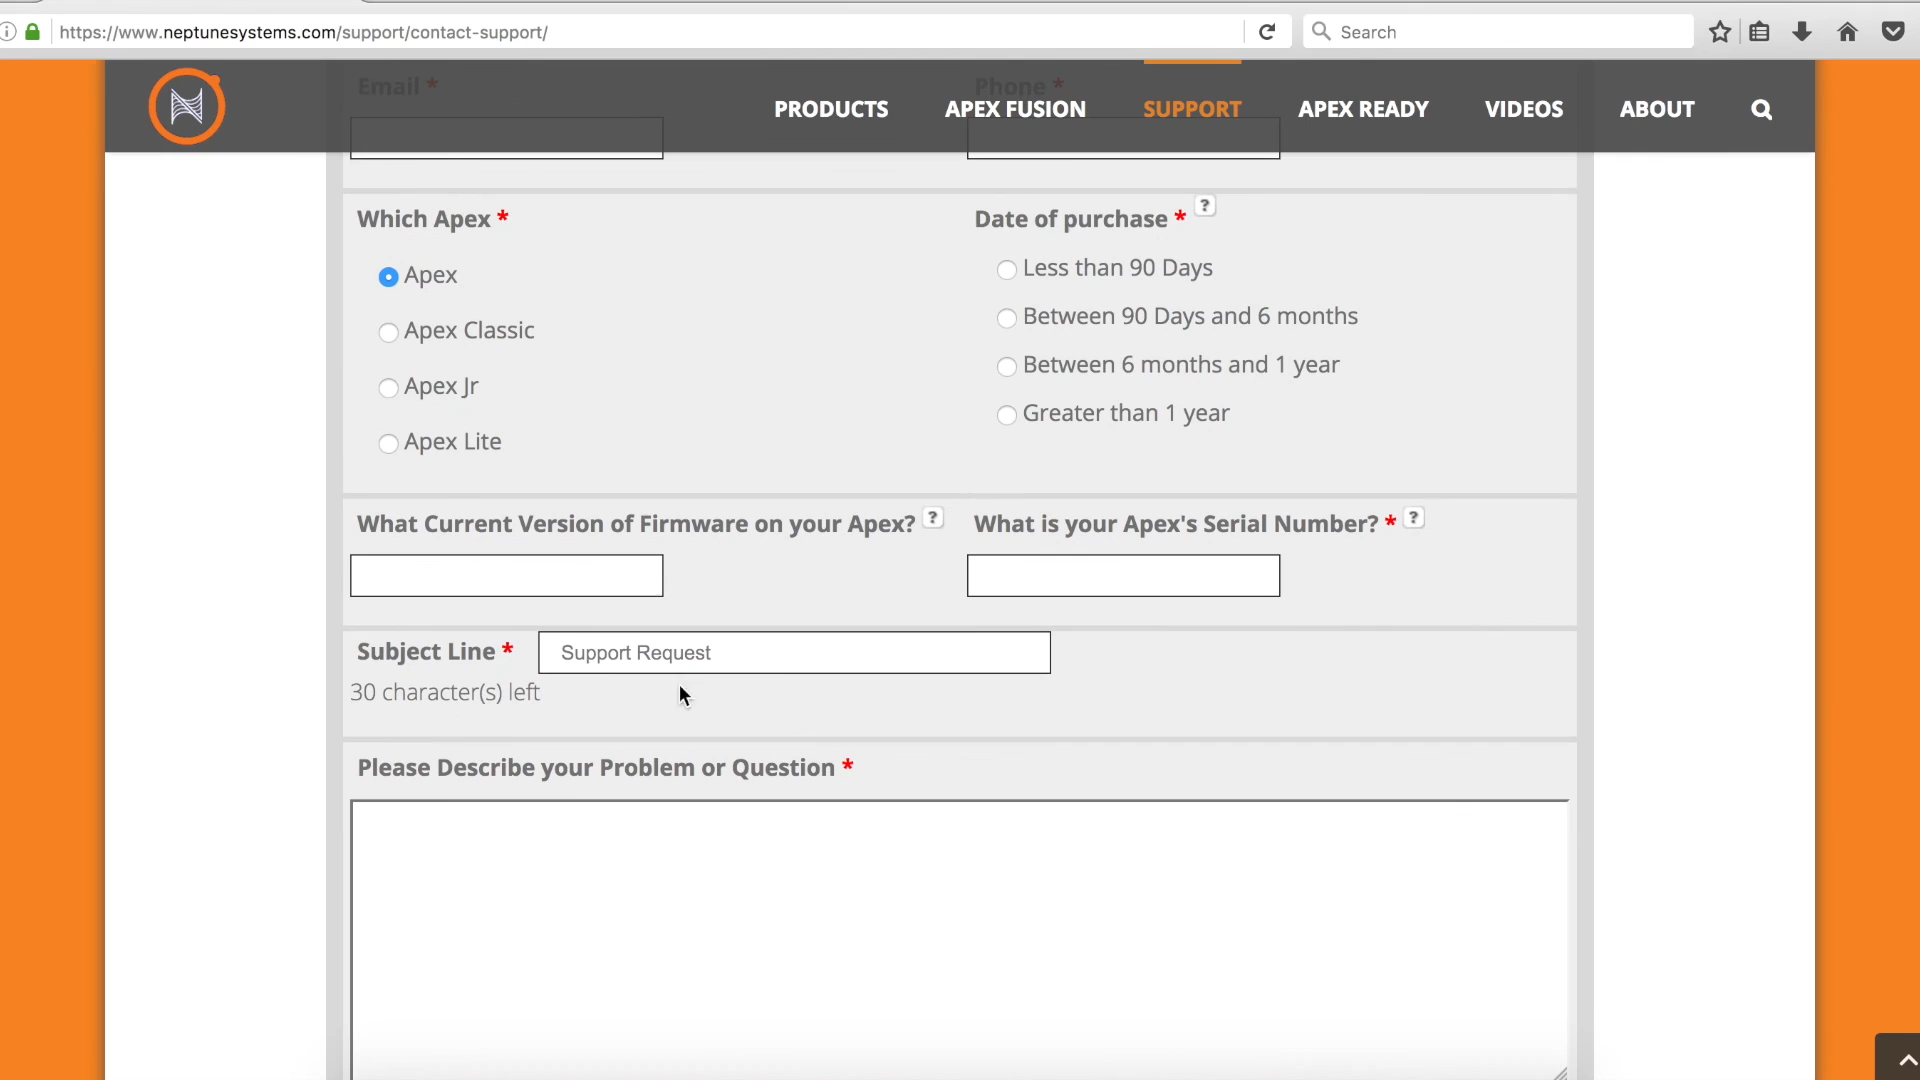 https://www.neptunesystems.com/support/contact-support/
Search
PRODUCTS
APEX FUSION
SUPPORT
APEX READY
VIDEOS
ABOUT
Email *
Phone *
Which Apex *
Apex
Apex Classic
Apex Jr
Apex Lite
Date of purchase * ?
Less than 90 Days
Between 90 Days and 6 months
Between 6 months and 1 year
Greater than 1 year
What Current Version of Firmware on your Apex? ?
What is your Apex's Serial Number? * ?
Subject Line *
Support Request
30 character(s) left
Please Describe your Problem or Question *